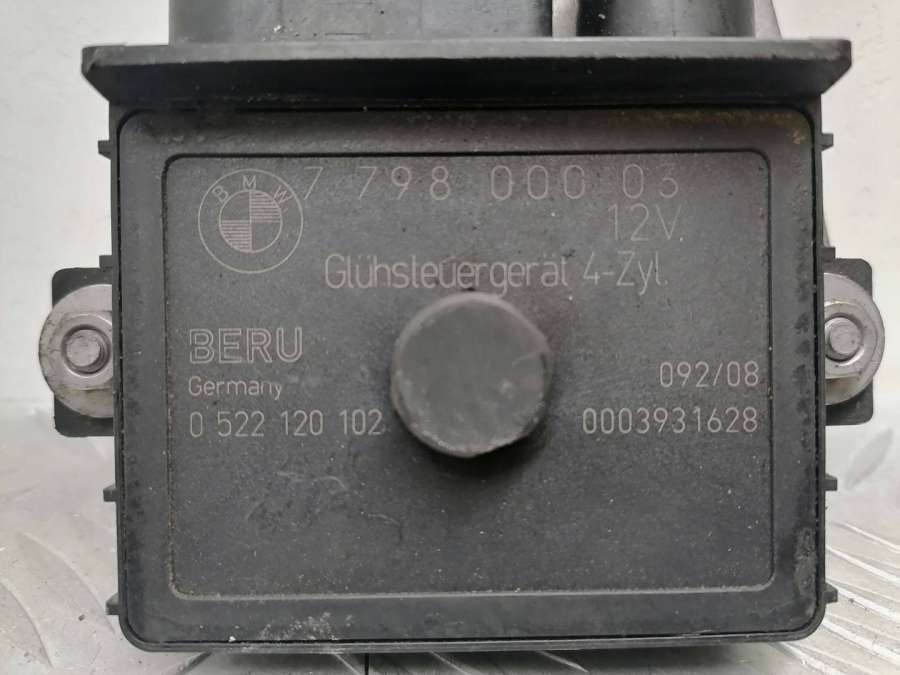 BMW
7 798 000 03
12V
Glühsteuergerät 4-Zyl.
BERU
Germany
092/08
0 522 120 102
0003931628